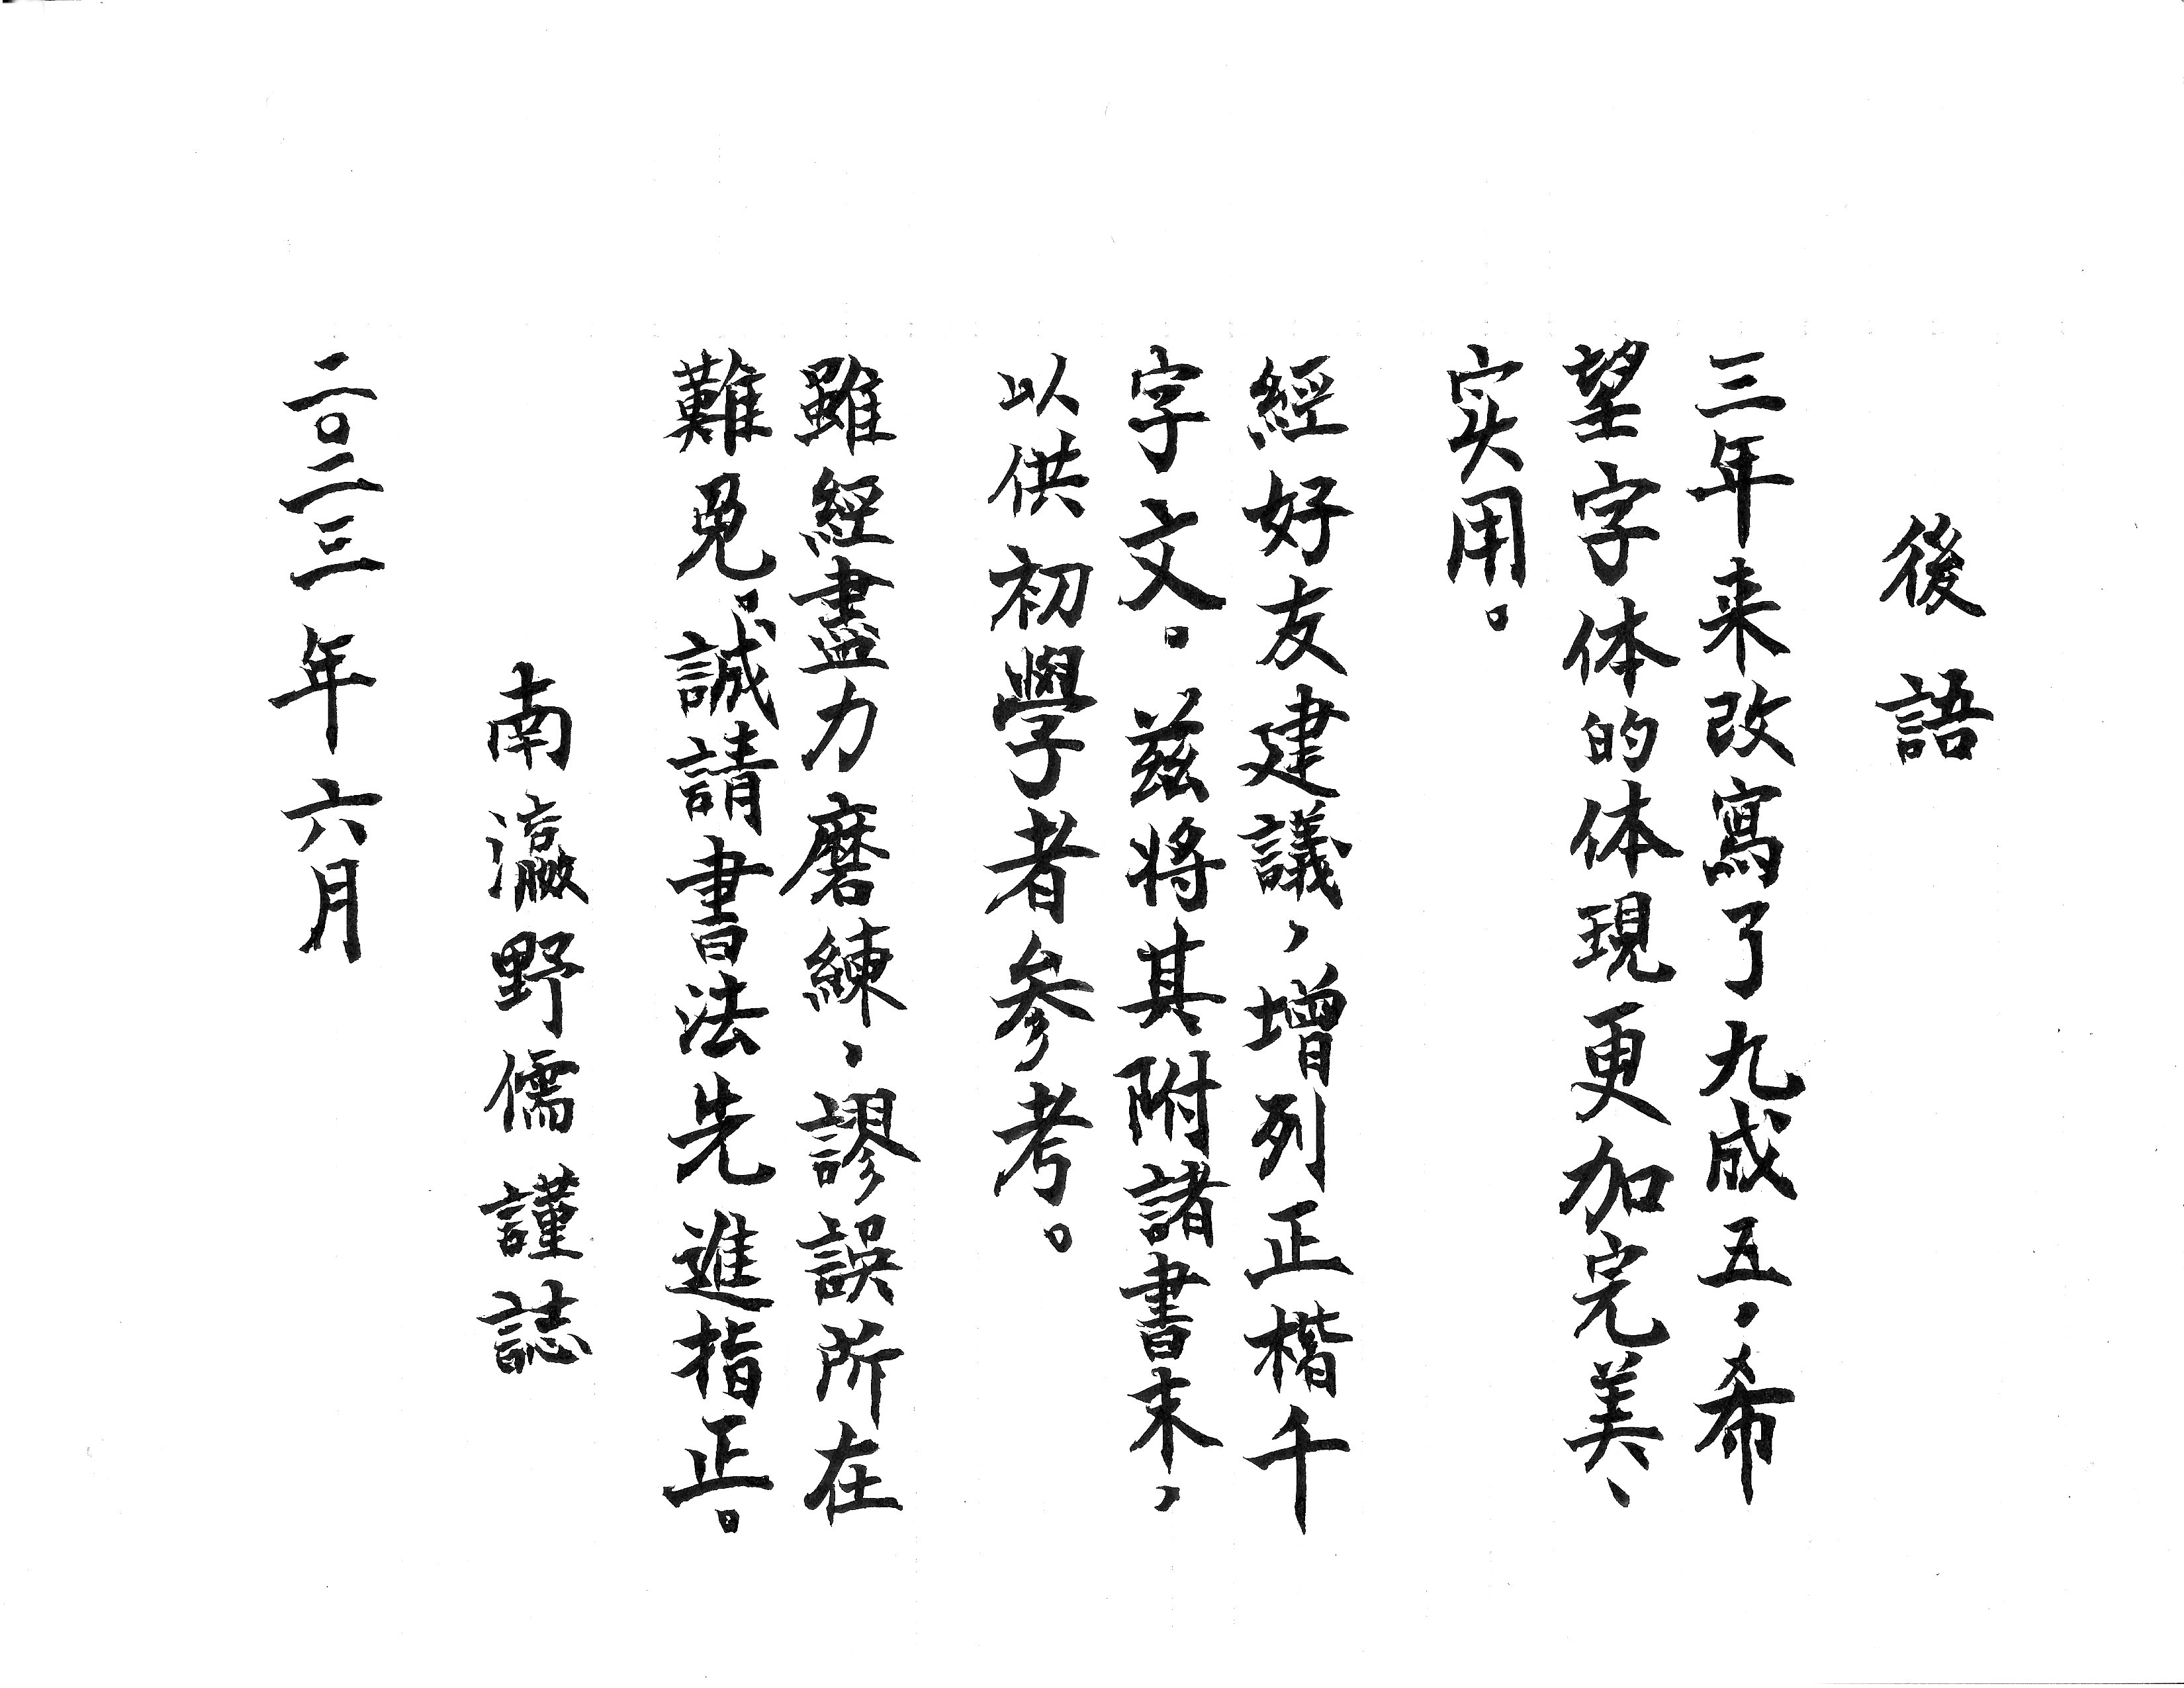 後語
三年来改寫了九成五，希
望字体的体現更加完美、
实用。
經好友建議，增列正楷千
字文。茲將其附諸書末，
以供初學者參考。
雖經盡力磨練，謬誤所在
難免。誠請書法先進指正。
南瀛野儒謹誌
二〇二三年六月